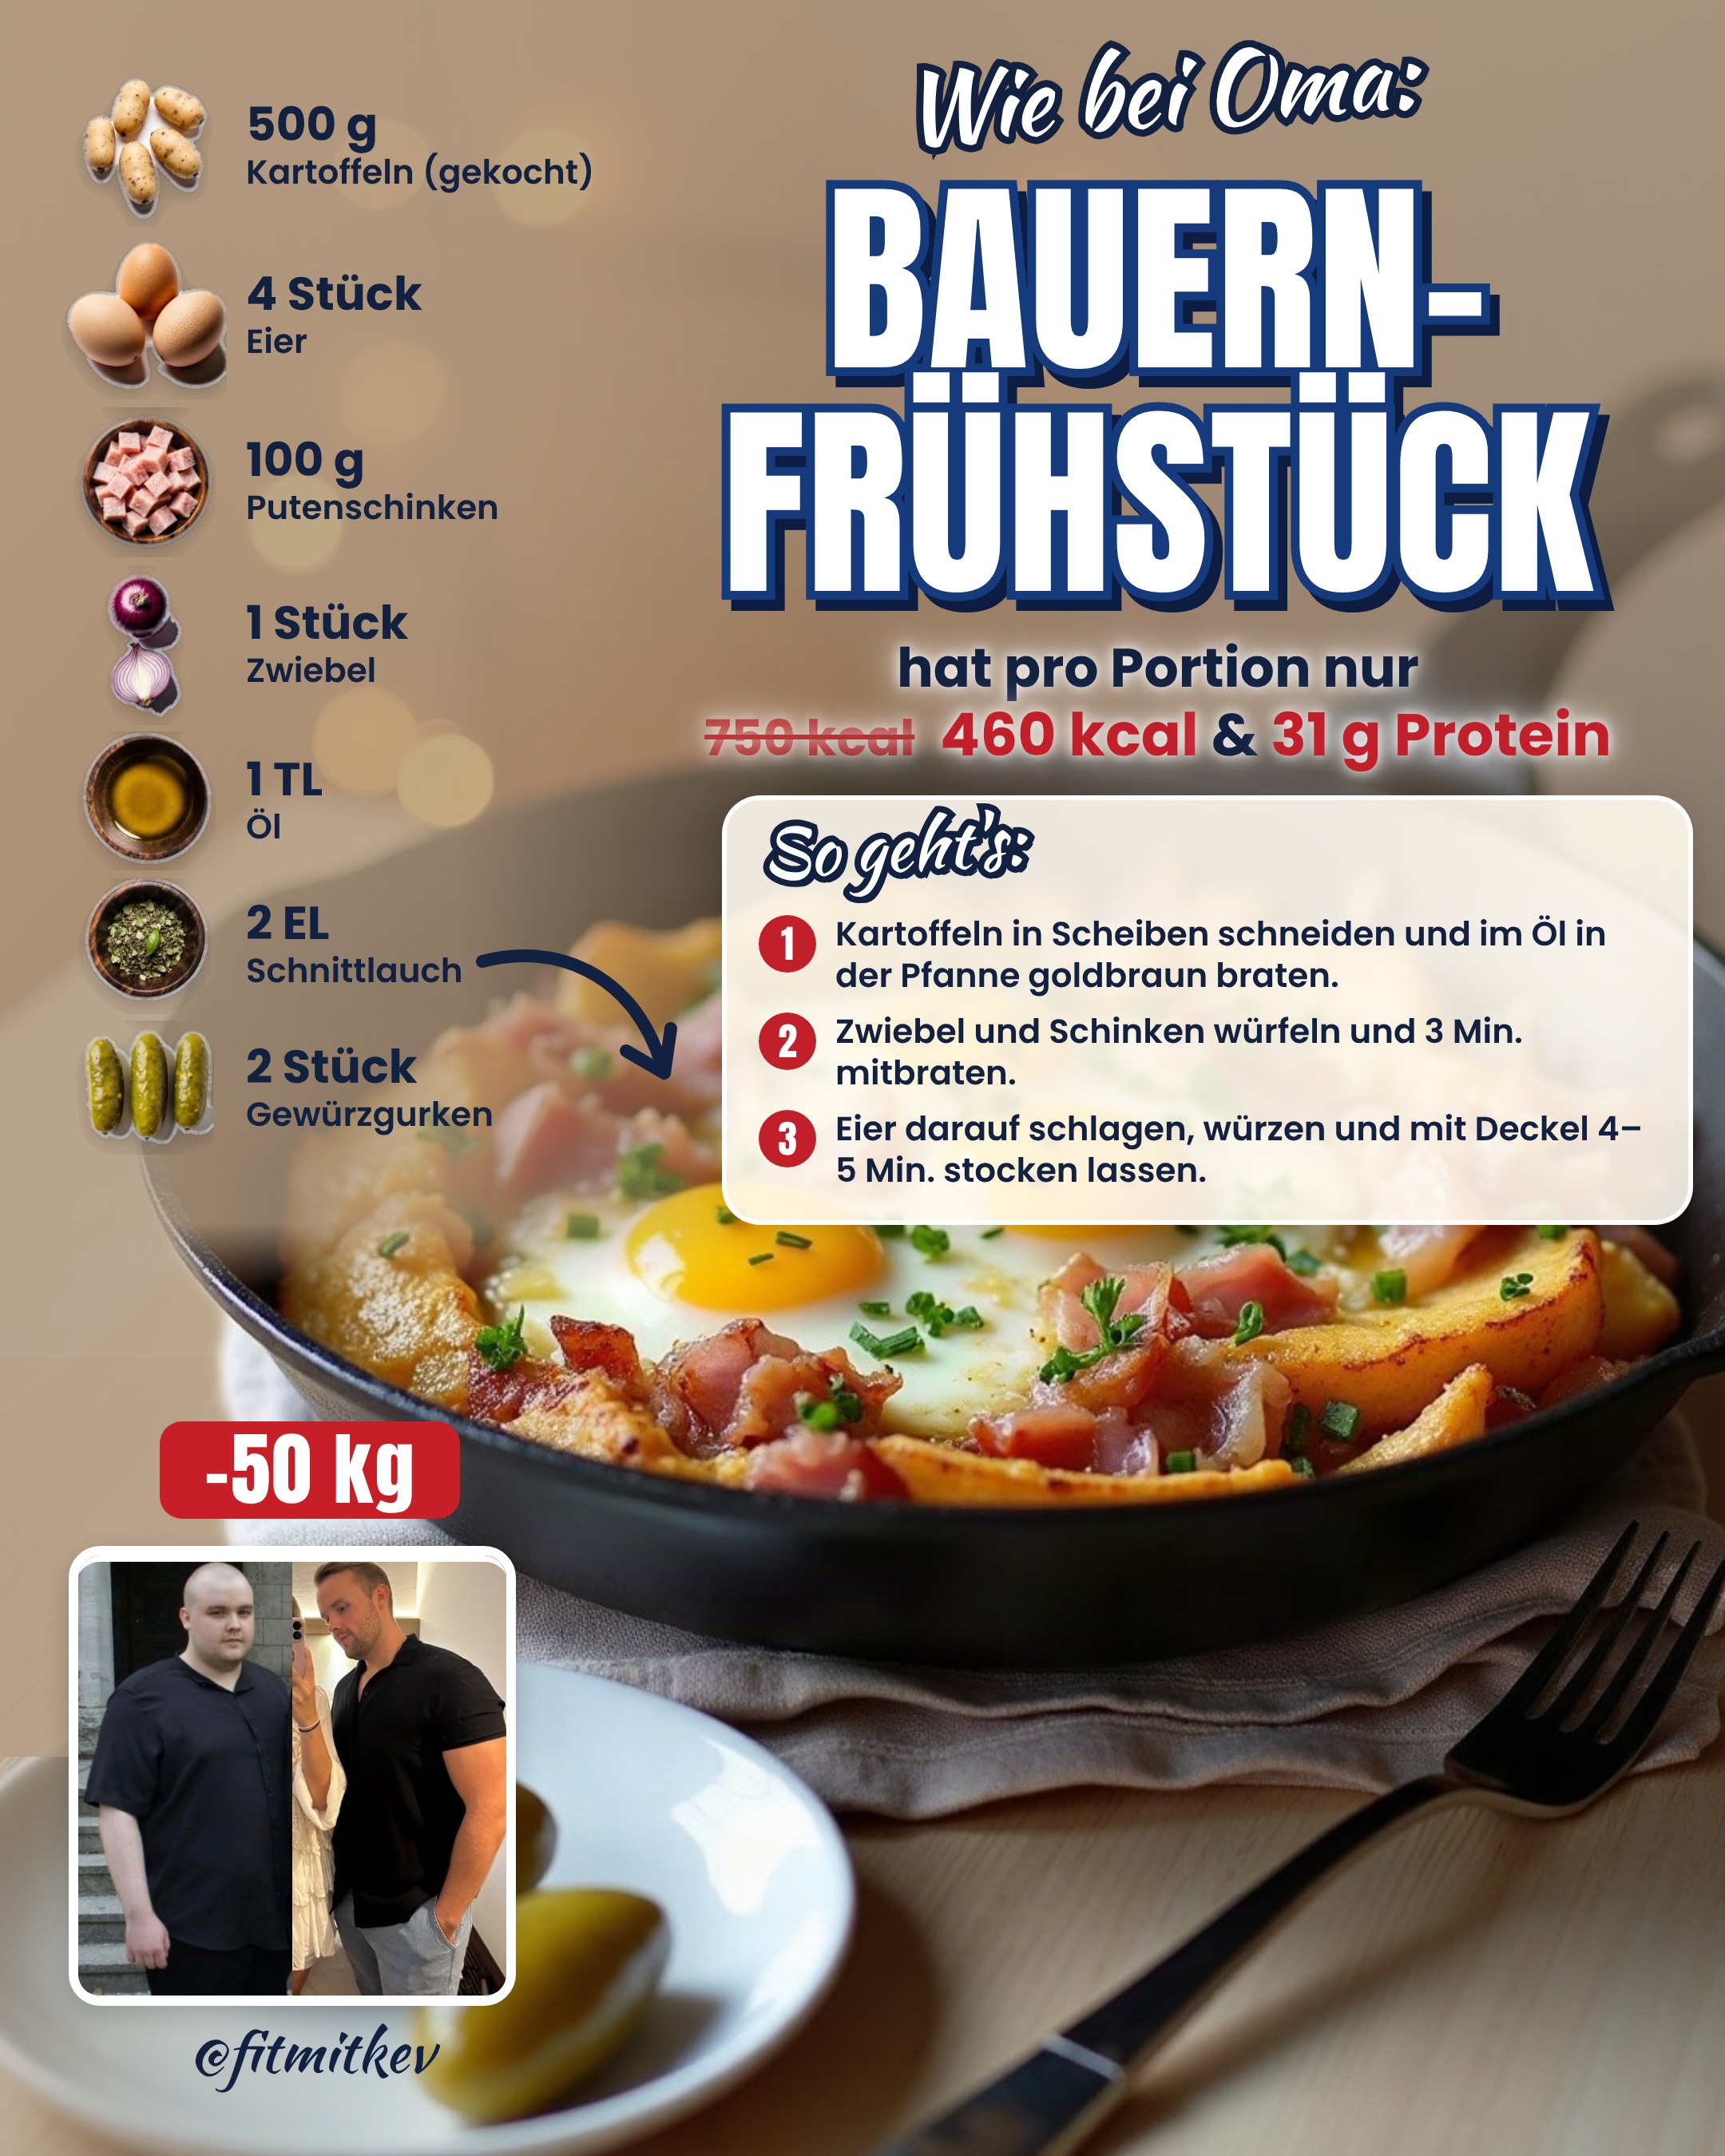 Wie bei Oma:
BAUERN-
FRÜHSTÜCK
hat pro Portion nur
750 kcal 460 kcal & 31 g Protein
500 g
Kartoffeln (gekocht)
4 Stück
Eier
100 g
Putenschinken
1 Stück
Zwiebel
1 TL
Öl
2 EL
Schnittlauch
2 Stück
Gewürzgurken
So geht's:
1 Kartoffeln in Scheiben schneiden und im Öl in
der Pfanne goldbraun braten.
2 Zwiebel und Schinken würfeln und 3 Min.
mitbraten.
3 Eier darauf schlagen, würzen und mit Deckel 4–
5 Min. stocken lassen.
-50 kg
@fitmitkev